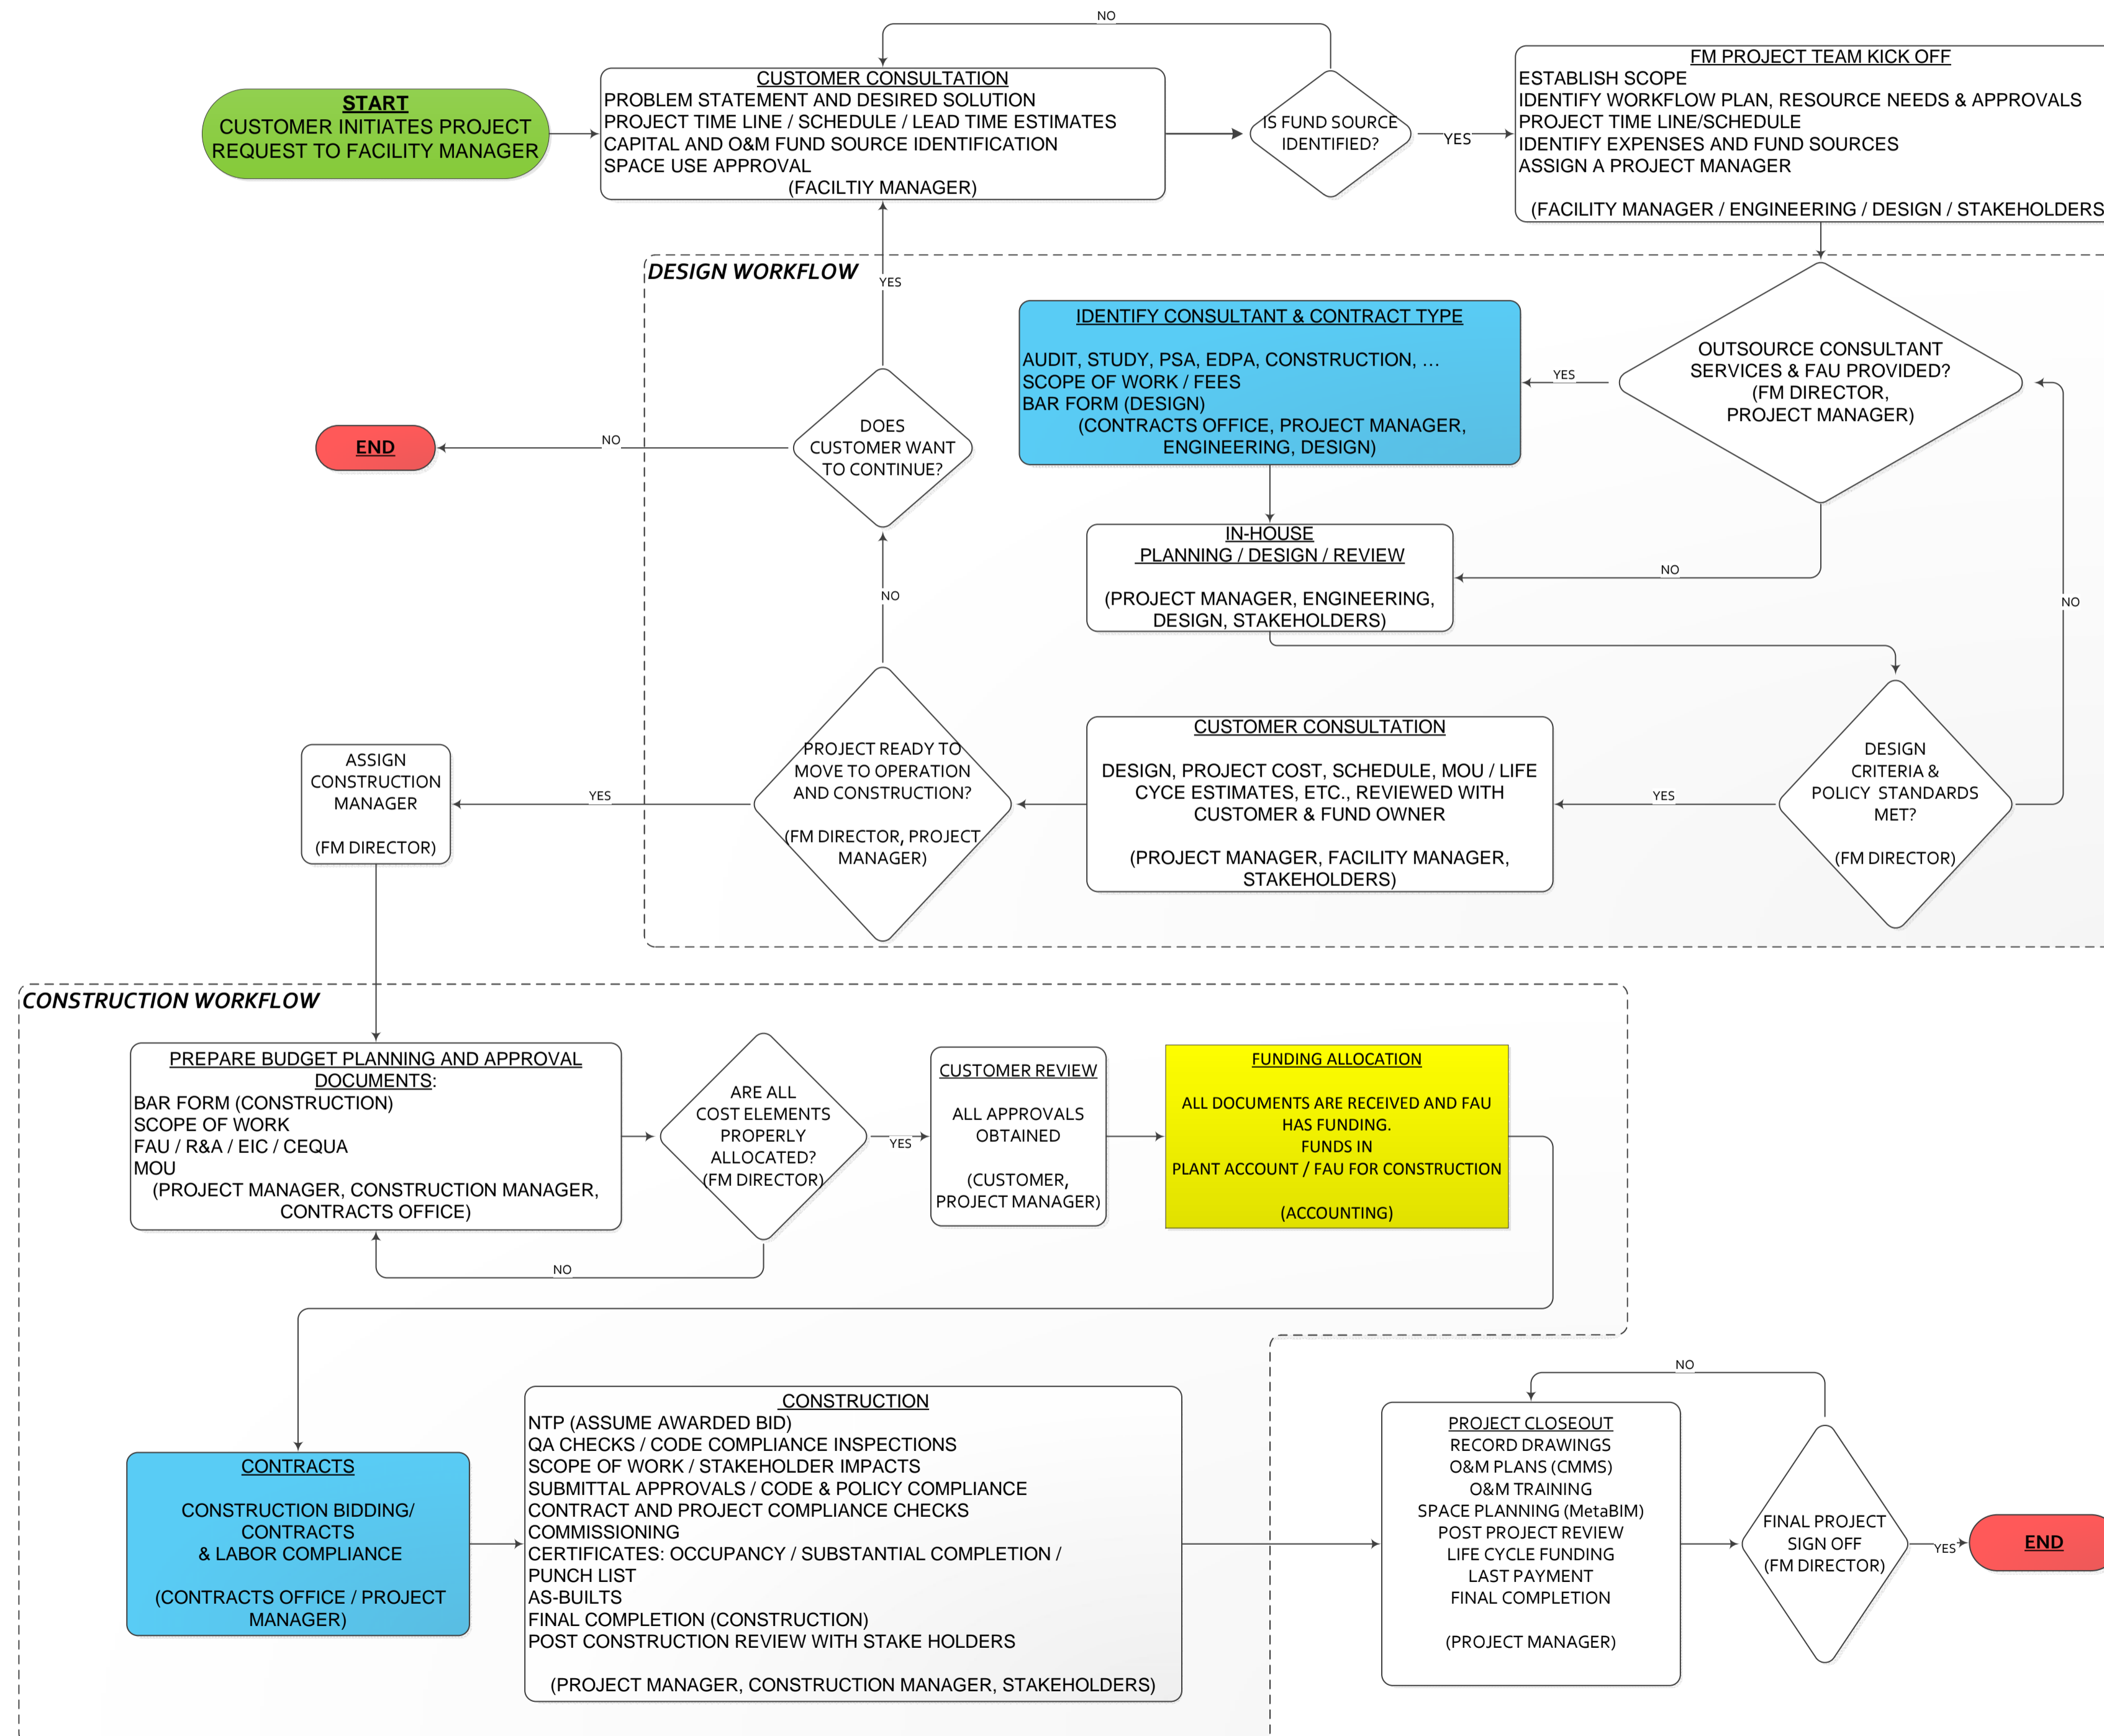 NO
START
CUSTOMER INITIATES PROJECT
REQUEST TO FACILITY MANAGER
CUSTOMER CONSULTATION
PROBLEM STATEMENT AND DESIRED SOLUTION
PROJECT TIME LINE / SCHEDULE / LEAD TIME ESTIMATES
CAPITAL AND O&M FUND SOURCE IDENTIFICATION
SPACE USE APPROVAL
(FACILTIY MANAGER)
IS FUND SOURCE
IDENTIFIED?
YES
FM PROJECT TEAM KICK OFF
ESTABLISH SCOPE
IDENTIFY WORKFLOW PLAN, RESOURCE NEEDS & APPROVALS
PROJECT TIME LINE/SCHEDULE
IDENTIFY EXPENSES AND FUND SOURCES
ASSIGN A PROJECT MANAGER
(FACILITY MANAGER / ENGINEERING / DESIGN / STAKEHOLDERS
DESIGN WORKFLOW
YES
OUTSOURCE CONSULTANT
SERVICES & FAU PROVIDED?
(FM DIRECTOR,
PROJECT MANAGER)
YES
IDENTIFY CONSULTANT & CONTRACT TYPE
AUDIT, STUDY, PSA, EDPA, CONSTRUCTION, …
SCOPE OF WORK / FEES
BAR FORM (DESIGN)
(CONTRACTS OFFICE, PROJECT MANAGER,
ENGINEERING, DESIGN)
DOES
CUSTOMER WANT
TO CONTINUE?
NO
END
IN-HOUSE
PLANNING / DESIGN / REVIEW
(PROJECT MANAGER, ENGINEERING,
DESIGN, STAKEHOLDERS)
NO
NO
NO
DESIGN
CRITERIA &
POLICY STANDARDS
MET?
(FM DIRECTOR)
YES
CUSTOMER CONSULTATION
DESIGN, PROJECT COST, SCHEDULE, MOU / LIFE
CYCE ESTIMATES, ETC., REVIEWED WITH
CUSTOMER & FUND OWNER
(PROJECT MANAGER, FACILITY MANAGER,
STAKEHOLDERS)
PROJECT READY TO
MOVE TO OPERATION
AND CONSTRUCTION?
(FM DIRECTOR, PROJECT
MANAGER)
YES
ASSIGN
CONSTRUCTION
MANAGER
(FM DIRECTOR)
CONSTRUCTION WORKFLOW
PREPARE BUDGET PLANNING AND APPROVAL
DOCUMENTS:
BAR FORM (CONSTRUCTION)
SCOPE OF WORK
FAU / R&A / EIC / CEQUA
MOU
(PROJECT MANAGER, CONSTRUCTION MANAGER,
CONTRACTS OFFICE)
ARE ALL
COST ELEMENTS
PROPERLY
ALLOCATED?
(FM DIRECTOR)
YES
NO
CUSTOMER REVIEW
ALL APPROVALS
OBTAINED
(CUSTOMER,
PROJECT MANAGER)
FUNDING ALLOCATION
ALL DOCUMENTS ARE RECEIVED AND FAU
HAS FUNDING.
FUNDS IN
PLANT ACCOUNT / FAU FOR CONSTRUCTION
(ACCOUNTING)
CONTRACTS
CONSTRUCTION BIDDING/
CONTRACTS
& LABOR COMPLIANCE
(CONTRACTS OFFICE / PROJECT
MANAGER)
CONSTRUCTION
NTP (ASSUME AWARDED BID)
QA CHECKS / CODE COMPLIANCE INSPECTIONS
SCOPE OF WORK / STAKEHOLDER IMPACTS
SUBMITTAL APPROVALS / CODE & POLICY COMPLIANCE
CONTRACT AND PROJECT COMPLIANCE CHECKS
COMMISSIONING
CERTIFICATES: OCCUPANCY / SUBSTANTIAL COMPLETION /
PUNCH LIST
AS-BUILTS
FINAL COMPLETION (CONSTRUCTION)
POST CONSTRUCTION REVIEW WITH STAKE HOLDERS
(PROJECT MANAGER, CONSTRUCTION MANAGER, STAKEHOLDERS)
NO
PROJECT CLOSEOUT
RECORD DRAWINGS
O&M PLANS (CMMS)
O&M TRAINING
SPACE PLANNING (MetaBIM)
POST PROJECT REVIEW
LIFE CYCLE FUNDING
LAST PAYMENT
FINAL COMPLETION
(PROJECT MANAGER)
FINAL PROJECT
SIGN OFF
(FM DIRECTOR)
YES
END